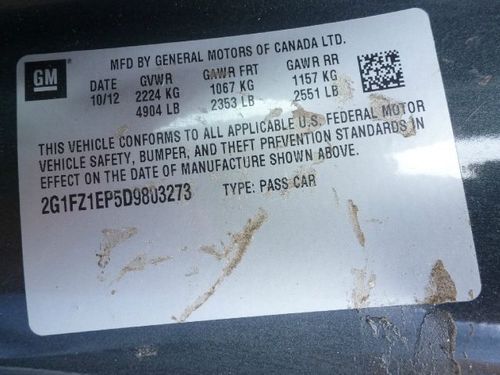 MFD BY GENERAL MOTORS OF CANADA LTD.
GM
DATE GVWR GAWR FRT GAWR RR
10/12 2224 KG 1067 KG 1157 KG
4904 LB 2353 LB 2551 LB
THIS VEHICLE CONFORMS TO ALL APPLICABLE U.S. FEDERAL MOTOR
VEHICLE SAFETY, BUMPER, AND THEFT PREVENTION STANDARDS IN
EFFECT ON THE DATE OF MANUFACTURE SHOWN ABOVE.
2G1FZ1EP5D9803273 TYPE: PASS CAR